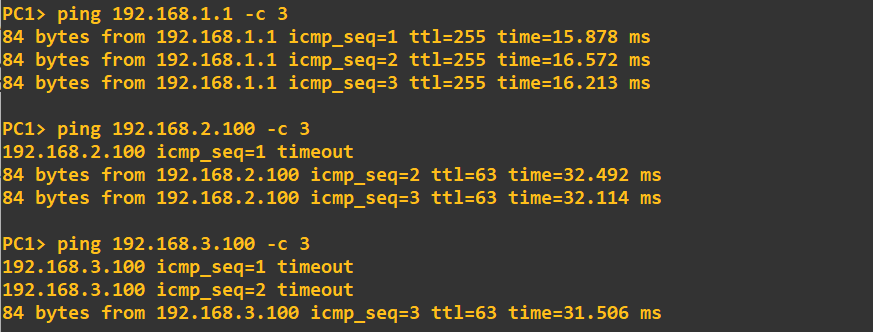 PC1> ping 192.168.1.1 -c 3
84 bytes from 192.168.1.1 icmp_seq=1 ttl=255 time=15.878 ms
84 bytes from 192.168.1.1 icmp_seq=2 ttl=255 time=16.572 ms
84 bytes from 192.168.1.1 icmp_seq=3 ttl=255 time=16.213 ms
PC1> ping 192.168.2.100 -c 3
192.168.2.100 icmp_seq=1 timeout
84 bytes from 192.168.2.100 icmp_seq=2 ttl=63 time=32.492 ms
84 bytes from 192.168.2.100 icmp_seq=3 ttl=63 time=32.114 ms
PC1> ping 192.168.3.100 -c 3
192.168.3.100 icmp_seq=1 timeout
192.168.3.100 icmp_seq=2 timeout
84 bytes from 192.168.3.100 icmp_seq=3 ttl=63 time=31.506 ms